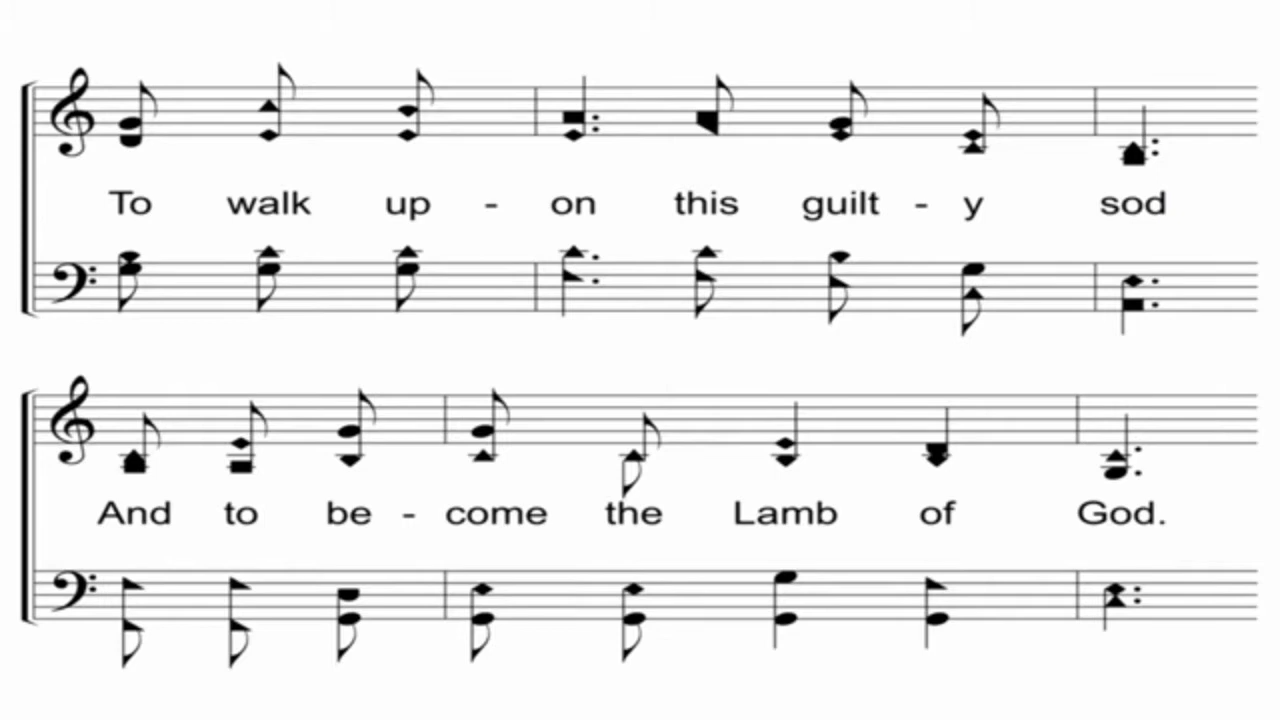 To walk up - on this guilt - y sod
And to be - come the Lamb of God.